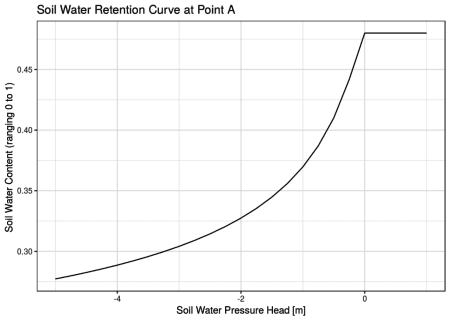 Soil Water Retention Curve at Point A
Soil Water Content (ranging 0 to 1)
0.45
0.40
0.35
0.30
-4 -2 0
Soil Water Pressure Head [m]